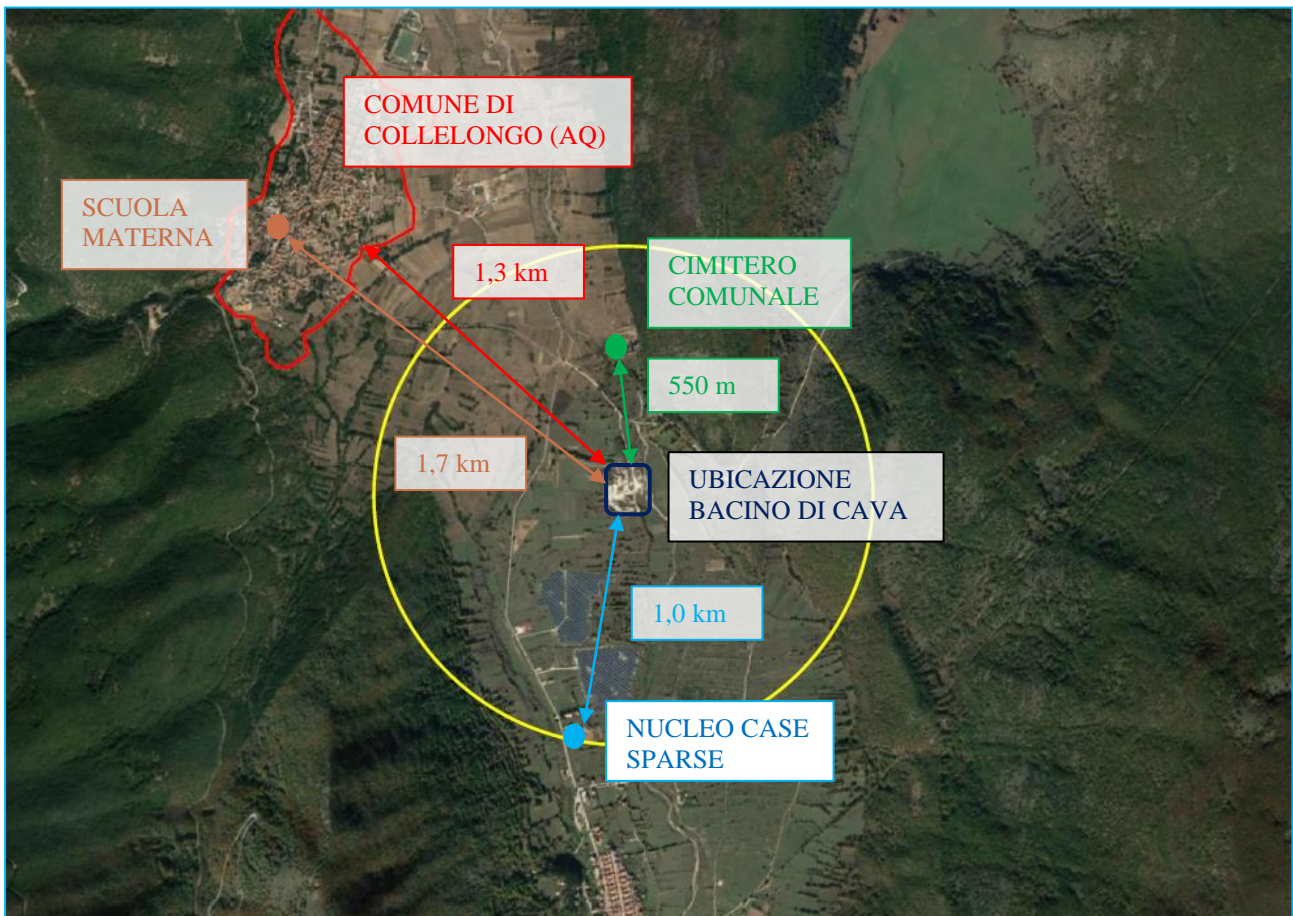 COMUNE DI
COLLELONGO (AQ)
SCUOLA
MATERNA
1,3 km
CIMITERO
COMUNALE
550 m
1,7 km
UBICAZIONE
BACINO DI CAVA
1,0 km
NUCLEO CASE
SPARSE